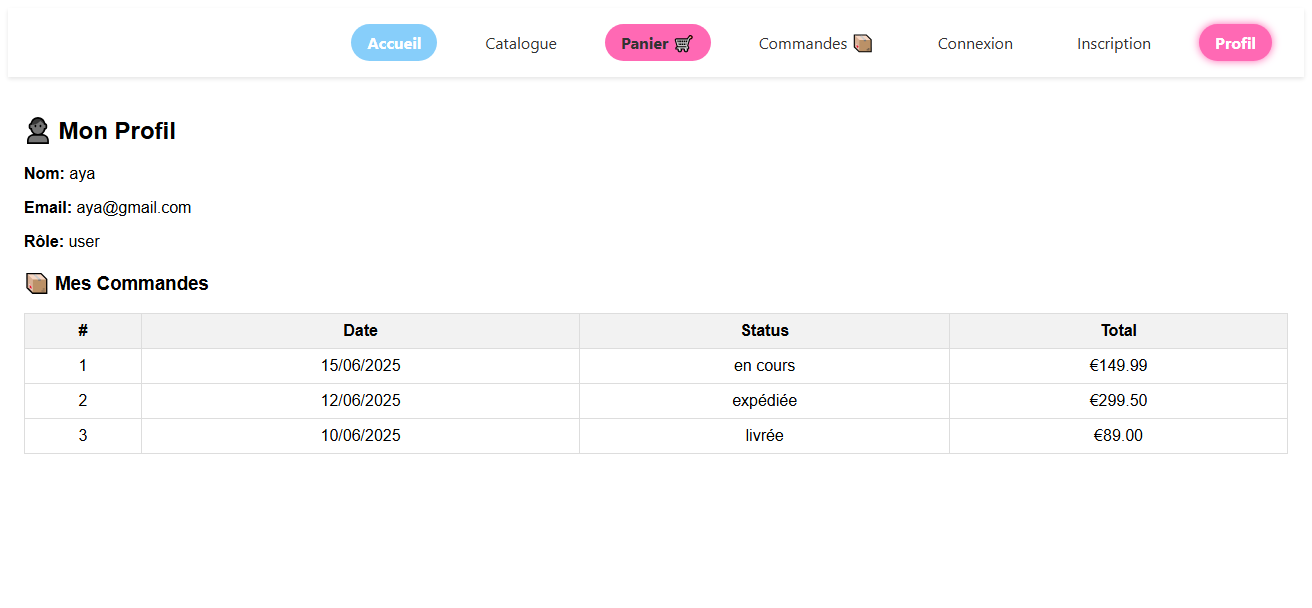 Accueil Catalogue Panier 🛒 Commandes 📦 Connexion Inscription Profil
👤 Mon Profil
Nom: aya
Email: aya@gmail.com
Rôle: user
📦 Mes Commandes
# Date Status Total
1 15/06/2025 en cours €149.99
2 12/06/2025 expédiée €299.50
3 10/06/2025 livrée €89.00